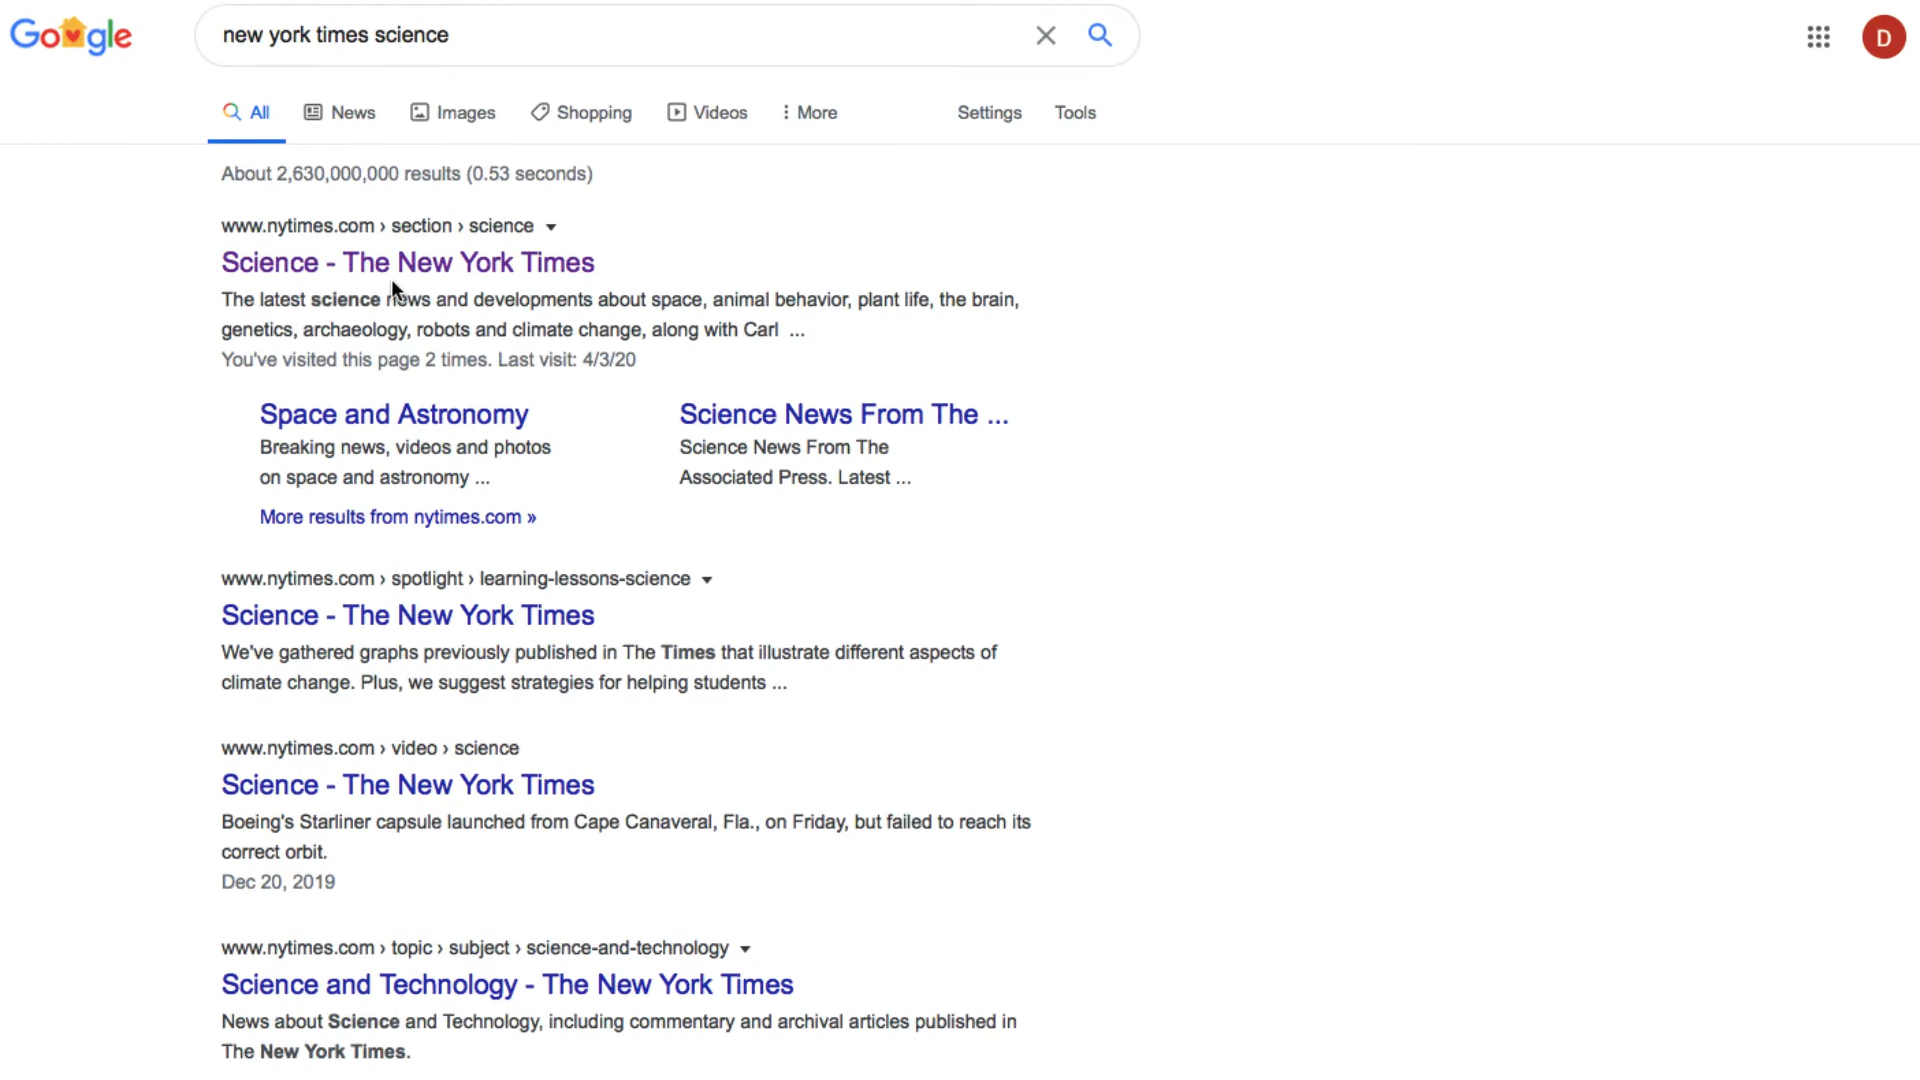 Google
new york times science
D
All
News
Images
Shopping
Videos
More
Settings
Tools
About 2,630,000,000 results (0.53 seconds)
www.nytimes.com › section › science
Science - The New York Times
The latest science news and developments about space, animal behavior, plant life, the brain,
genetics, archaeology, robots and climate change, along with Carl ...
You've visited this page 2 times. Last visit: 4/3/20
Space and Astronomy
Breaking news, videos and photos
on space and astronomy ...
Science News From The ...
Science News From The
Associated Press. Latest ...
More results from nytimes.com »
www.nytimes.com › spotlight › learning-lessons-science
Science - The New York Times
We've gathered graphs previously published in The Times that illustrate different aspects of
climate change. Plus, we suggest strategies for helping students ...
www.nytimes.com › video › science
Science - The New York Times
Boeing's Starliner capsule launched from Cape Canaveral, Fla., on Friday, but failed to reach its
correct orbit.
Dec 20, 2019
www.nytimes.com › topic › subject › science-and-technology
Science and Technology - The New York Times
News about Science and Technology, including commentary and archival articles published in
The New York Times.